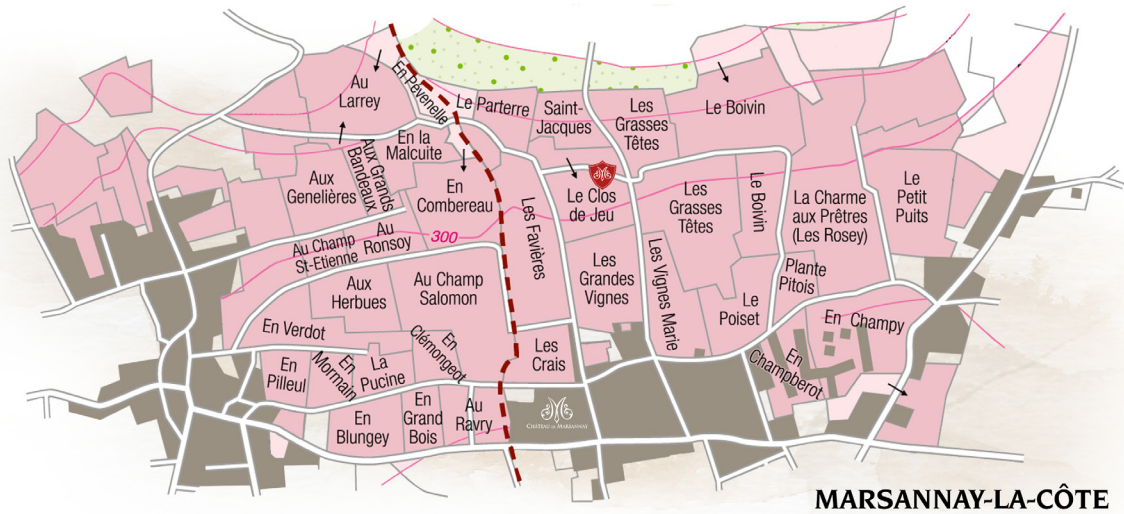 Au
Larrey
En Pévenelle
Le Parterre
Saint-
Jacques
Les
Grasses
Têtes
Le Boivin
En la
Malcuite
Aux Grands
Bandeaux
Aux
Genelières
En
Combereau
Les Favières
Le Clos
de Jeu
Les
Grasses
Têtes
Le Boivin
La Charme
aux Prêtres
(Les Rosey)
Le
Petit
Puits
Au Champ
St-Etienne
Au
Ronsoy
300
Aux
Herbues
Au Champ
Salomon
Les
Grandes
Vignes
Les Vignes Marie
Plante
Pitois
Le
Poiset
En Verdot
En
Pilleul
En
Mormain
La
Pucine
En
Clémongeot
Les
Crais
En Champy
En
Champberot
En
Blungey
En
Grand
Bois
Au
Ravry
CHÂTEAU DE MARSANNAY
MARSANNAY-LA-CÔTE